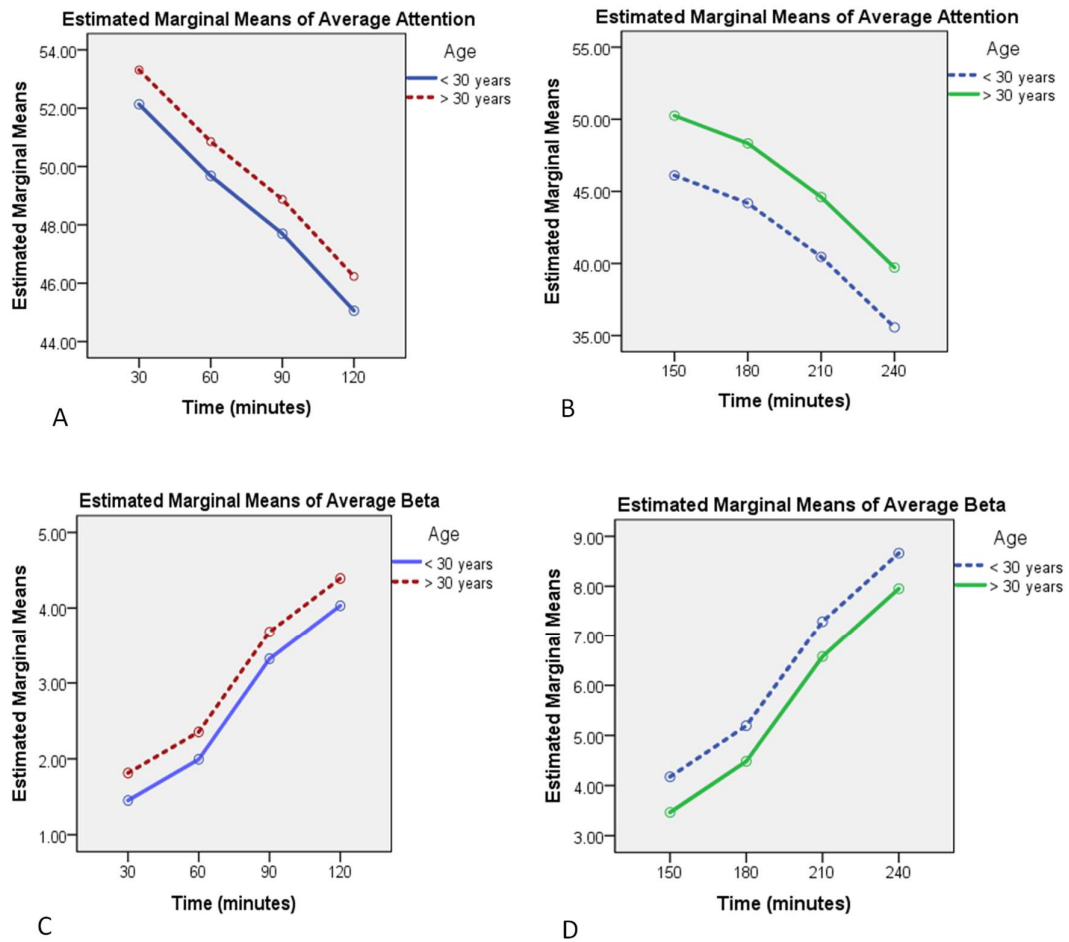 Estimated Marginal Means of Average Attention
Age
< 30 years
> 30 years
Estimated Marginal Means
54.00
52.00
50.00
48.00
46.00
44.00
30 60 90 120
Time (minutes)
A
Estimated Marginal Means of Average Attention
Age
< 30 years
> 30 years
Estimated Marginal Means
55.00
50.00
45.00
40.00
35.00
150 180 210 240
Time (minutes)
B
Estimated Marginal Means of Average Beta
Age
< 30 years
> 30 years
Estimated Marginal Means
5.00
4.00
3.00
2.00
1.00
30 60 90 120
Time (minutes)
C
Estimated Marginal Means of Average Beta
Age
< 30 years
> 30 years
Estimated Marginal Means
9.00
8.00
7.00
6.00
5.00
4.00
3.00
150 180 210 240
Time (minutes)
D